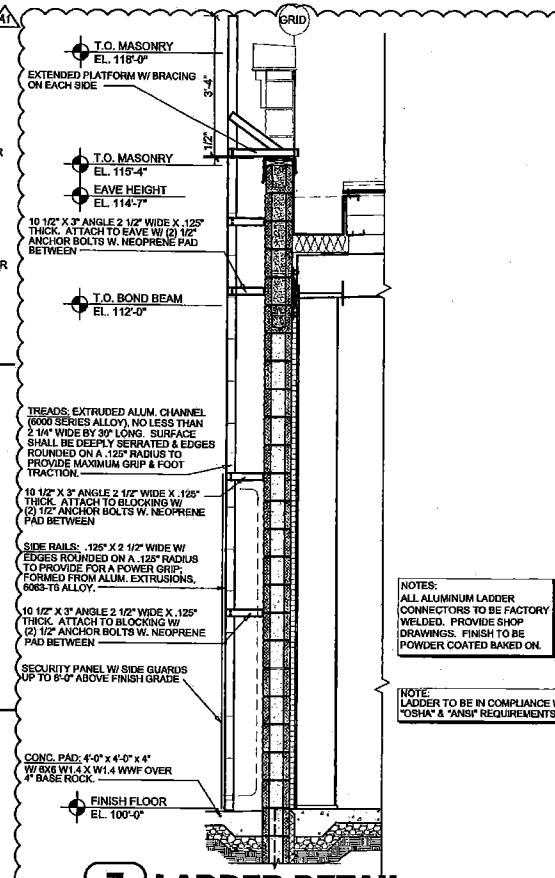 A1
GRID
T.O. MASONRY
EL. 118'-0"
EXTENDED PLATFORM W/ BRACING
ON EACH SIDE
3'-4"
1/2"
T.O. MASONRY
EL. 115'-4"
EAVE HEIGHT
EL. 114'-7"
R
10 1/2" X 3" ANGLE 2 1/2" WIDE X .125"
THICK. ATTACH TO EAVE W/ (2) 1/2"
ANCHOR BOLTS W. NEOPRENE PAD
BETWEEN
R
T.O. BOND BEAM
EL. 112'-0"
TREADS: EXTRUDED ALUM. CHANNEL
(6000 SERIES ALLOY), NO LESS THAN
2 1/4" WIDE BY 30" LONG. SURFACE
SHALL BE DEEPLY SERRATED & EDGES
ROUNDED ON A .125" RADIUS TO
PROVIDE MAXIMUM GRIP & FOOT
TRACTION.
10 1/2" X 3" ANGLE 2 1/2" WIDE X .125"
THICK. ATTACH TO BLOCKING W/
(2) 1/2" ANCHOR BOLTS W. NEOPRENE
PAD BETWEEN
SIDE RAILS: .125" X 2 1/2" WIDE W/
EDGES ROUNDED ON A .125" RADIUS
TO PROVIDE FOR A POWER GRIP;
FORMED FROM ALUM. EXTRUSIONS,
6063-T6 ALLOY.
10 1/2" X 3" ANGLE 2 1/2" WIDE X .125"
THICK. ATTACH TO BLOCKING W/
(2) 1/2" ANCHOR BOLTS W. NEOPRENE
PAD BETWEEN
SECURITY PANEL W/ SIDE GUARDS
UP TO 8'-0" ABOVE FINISH GRADE
CONC. PAD: 4'-0" x 4'-0" x 4"
W/ 6X6 W1.4 X W1.4 WWF OVER
4" BASE ROCK.
FINISH FLOOR
EL. 100'-0"
NOTES:
ALL ALUMINUM LADDER
CONNECTORS TO BE FACTORY
WELDED. PROVIDE SHOP
DRAWINGS. FINISH TO BE
POWDER COATED BAKED ON.
NOTE:
LADDER TO BE IN COMPLIANCE W
"OSHA" & "ANSI" REQUIREMENTS
LADDER DETAIL